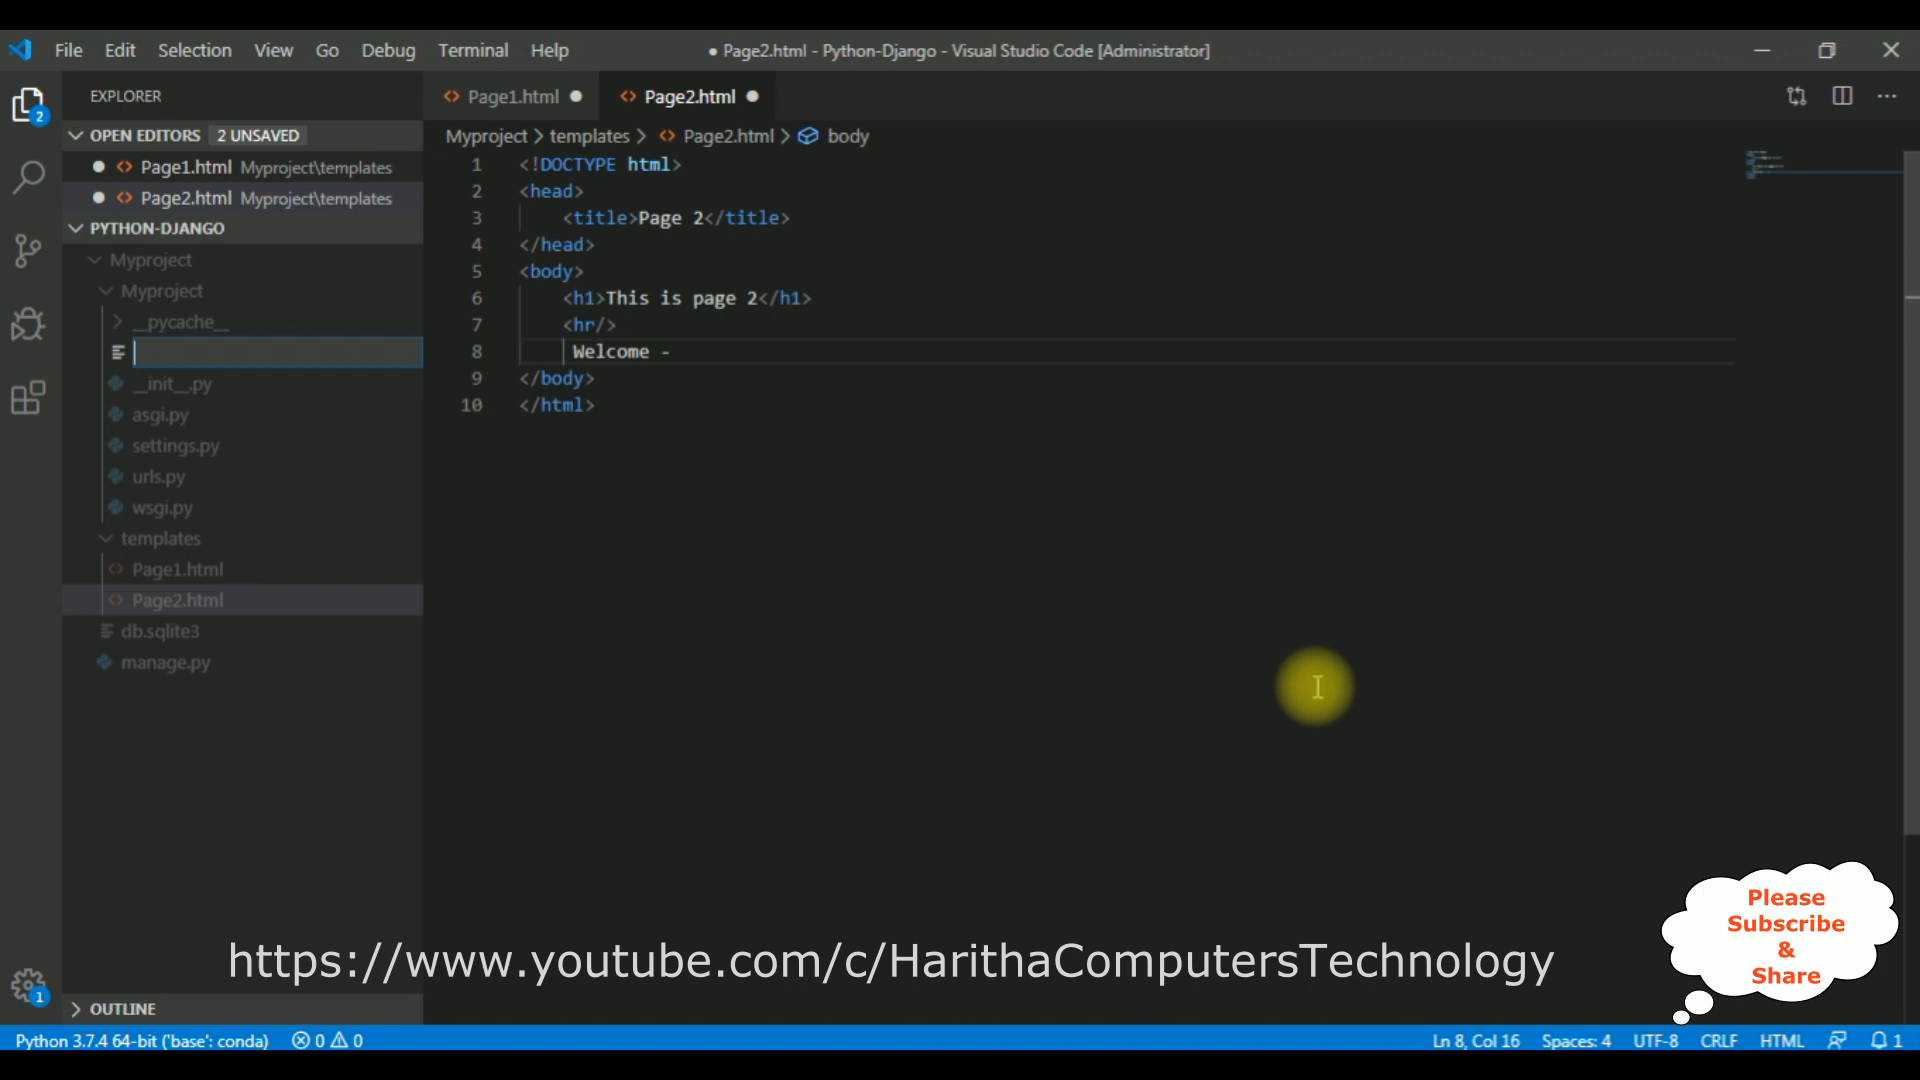 File Edit Selection View Go Debug Terminal Help
● Page2.html - Python-Django - Visual Studio Code [Administrator]
2
EXPLORER
Page1.html ●
Page2.html ●
OPEN EDITORS 2 UNSAVED
● Page1.html Myproject\templates
● Page2.html Myproject\templates
PYTHON-DJANGO
Myproject
Myproject
__pycache__
__init__.py
asgi.py
settings.py
urls.py
wsgi.py
templates
Page1.html
Page2.html
db.sqlite3
manage.py
OUTLINE
1
Myproject > templates > Page2.html > body
1 <!DOCTYPE html>
2 <head>
3 <title>Page 2</title>
4 </head>
5 <body>
6 <h1>This is page 2</h1>
7 <hr/>
8 Welcome -
9 </body>
10 </html>
https://www.youtube.com/c/HarithaComputersTechnology
Please
Subscribe
&
Share
Python 3.7.4 64-bit ('base': conda) 0 0
Ln 8, Col 16 Spaces: 4 UTF-8 CRLF HTML 1